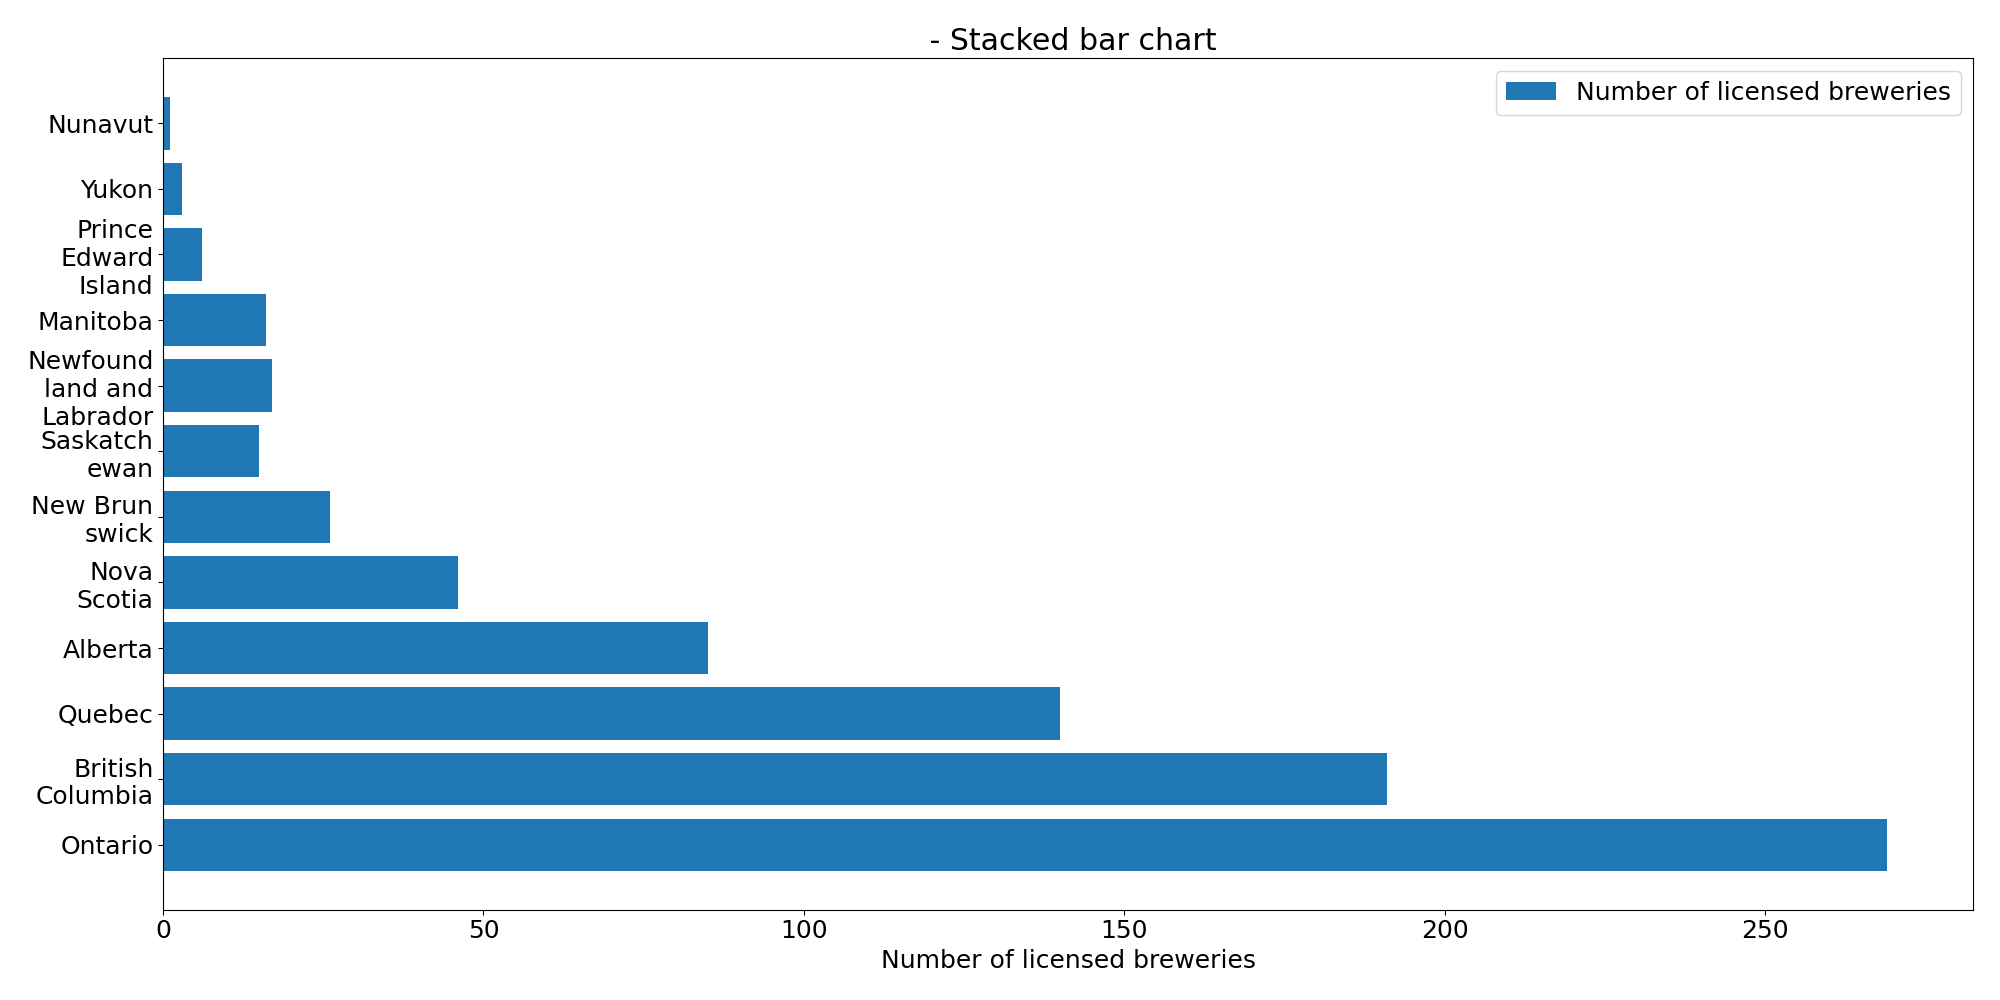 - Stacked bar chart
Number of licensed breweries
Nunavut
Yukon
Prince
Edward
Island
Manitoba
Newfound
land and
Labrador
Saskatch
ewan
New Brun
swick
Nova
Scotia
Alberta
Quebec
British
Columbia
Ontario
0 50 100 150 200 250
Number of licensed breweries